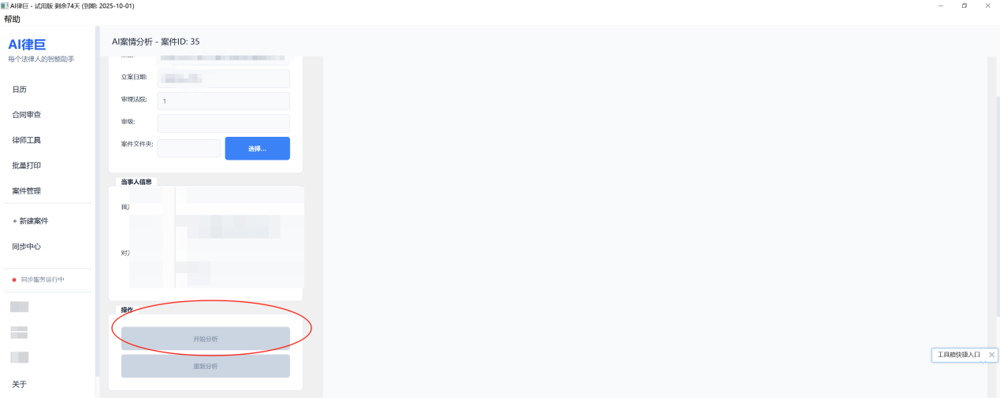 AI律巨 - 试用版 剩余74天 (到期: 2025-10-01)
帮助
AI律巨
每个法律人的智能助手
日历
合同审查
律师工具
批量打印
案件管理
+ 新建案件
同步中心
同步服务运行中
关于
AI案情分析 - 案件ID: 35
立案日期:
审理法院:
1
审级:
案件文件夹:
选择...
当事人信息
我
对
操作
开始分析
重新分析
工具箱快捷入口